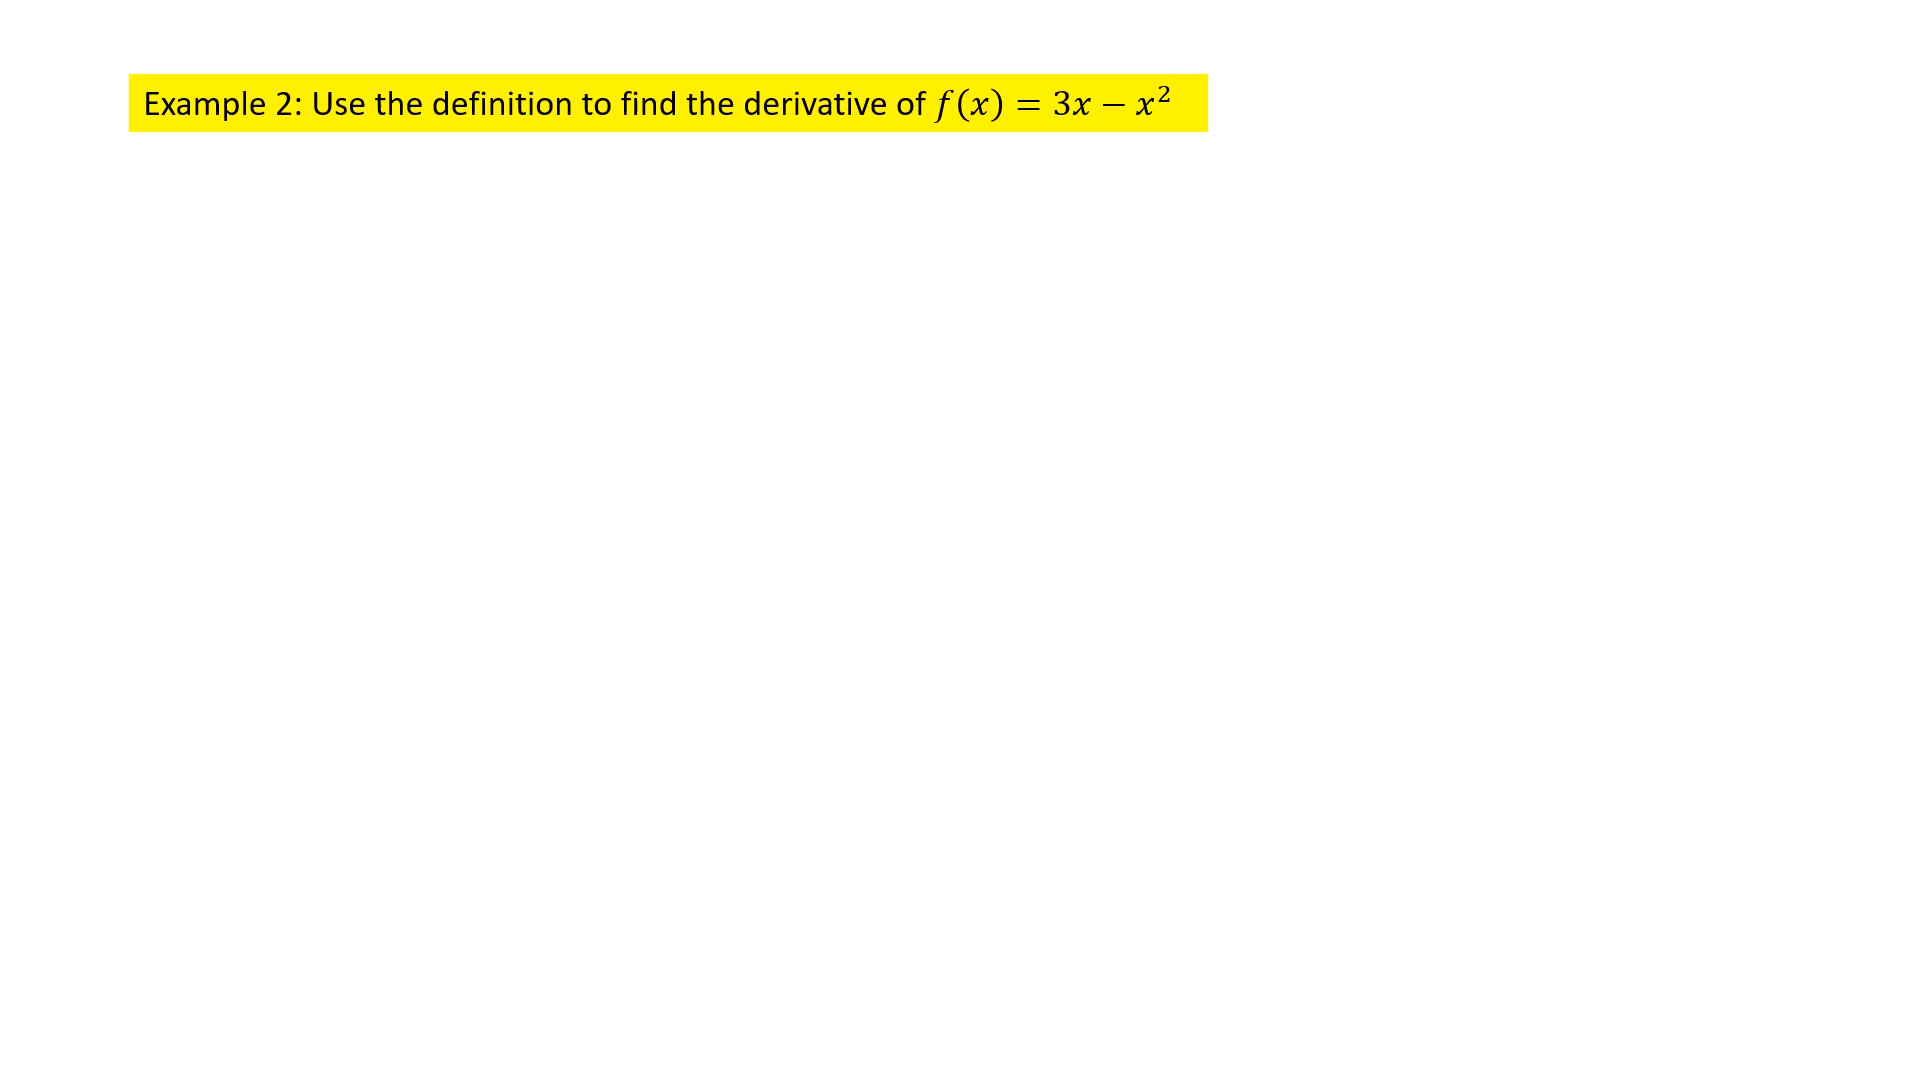 Example 2: Use the definition to find the derivative of f(x) = 3x − x²